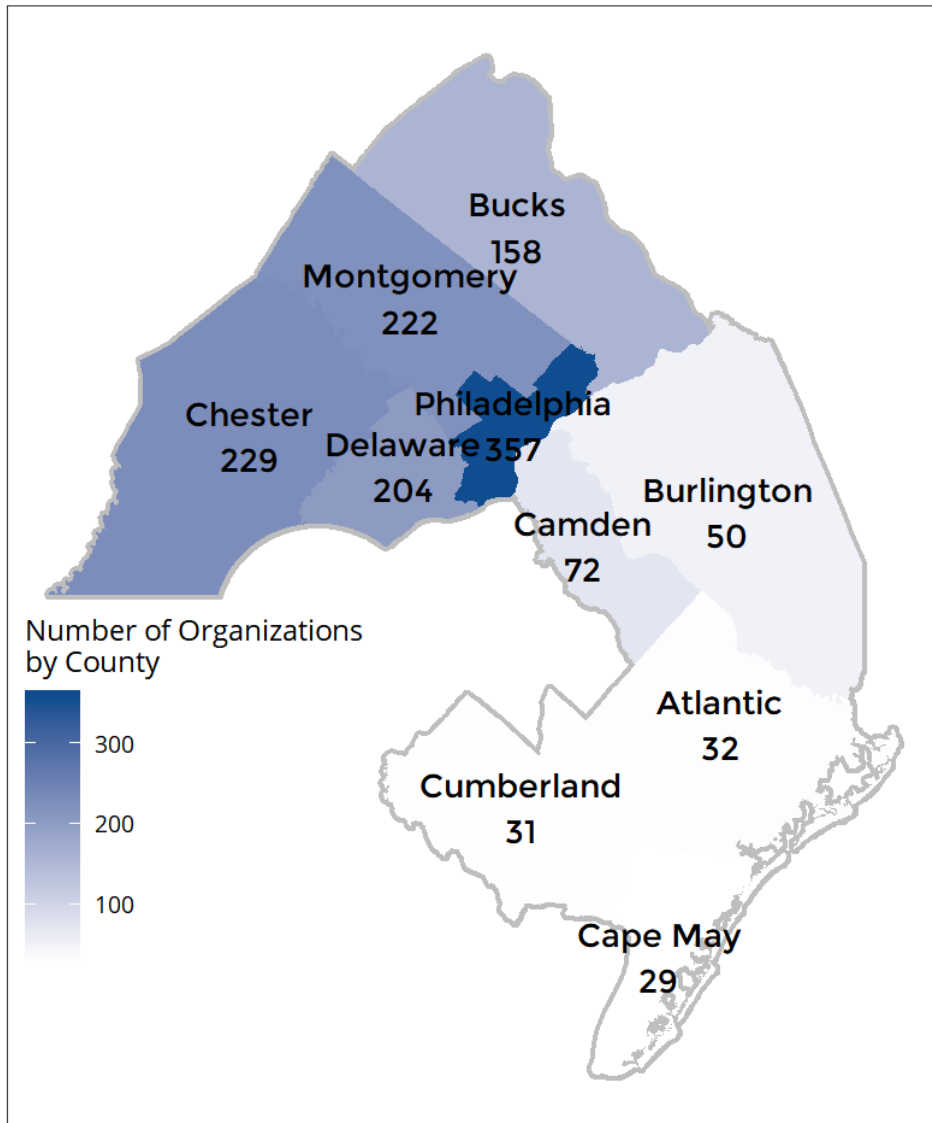 Bucks
158
Montgomery
222
Philadelphia
357
Chester
229
Delaware
204
Burlington
50
Camden
72
Number of Organizations
by County
300
200
100
Atlantic
32
Cumberland
31
Cape May
29